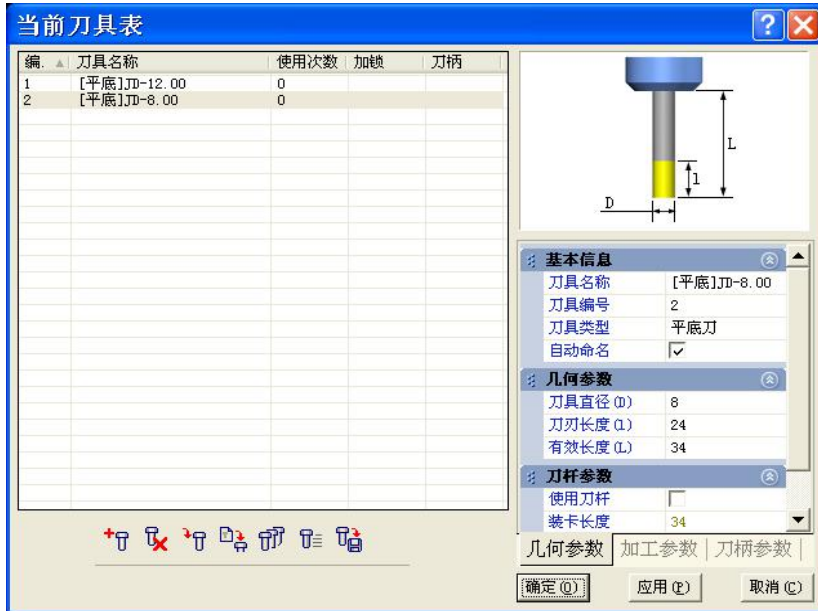 当前刀具表
编. 刀具名称 使用次数 加锁 刀柄
1 [平底]JD-12.00 0
2 [平底]JD-8.00 0
L
l
D
基本信息
刀具名称 [平底]JD-8.00
刀具编号 2
刀具类型 平底刀
自动命名
几何参数
刀具直径(D) 8
刀刃长度(l) 24
有效长度(L) 34
刀杆参数
使用刀杆
装卡长度 34
几何参数 加工参数 刀柄参数
确定(O) 应用(P) 取消(C)